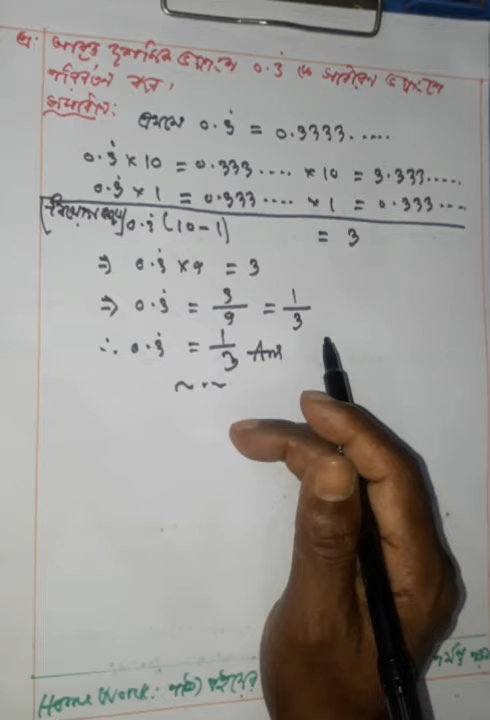 প্র: আবৃত দশমিক ভগ্নাংশ 0.3̇ কে সাধারণ ভগ্নাংশে
পরিবর্তন কর।
সমাধান:
প্রথমে 0.3̇ = 0.3333.....
0.3̇ × 10 = 0.333.... × 10 = 3.333.....
0.3̇ × 1 = 0.333.... × 1 = 0.333....
[বিয়োগ করে] 0.3̇ (10-1) = 3
⇒ 0.3̇ × 9 = 3
⇒ 0.3̇ = 3/9 = 1/3
∴ 0.3̇ = 1/3 Ans
Home Work: পাঠ্য বইয়ের